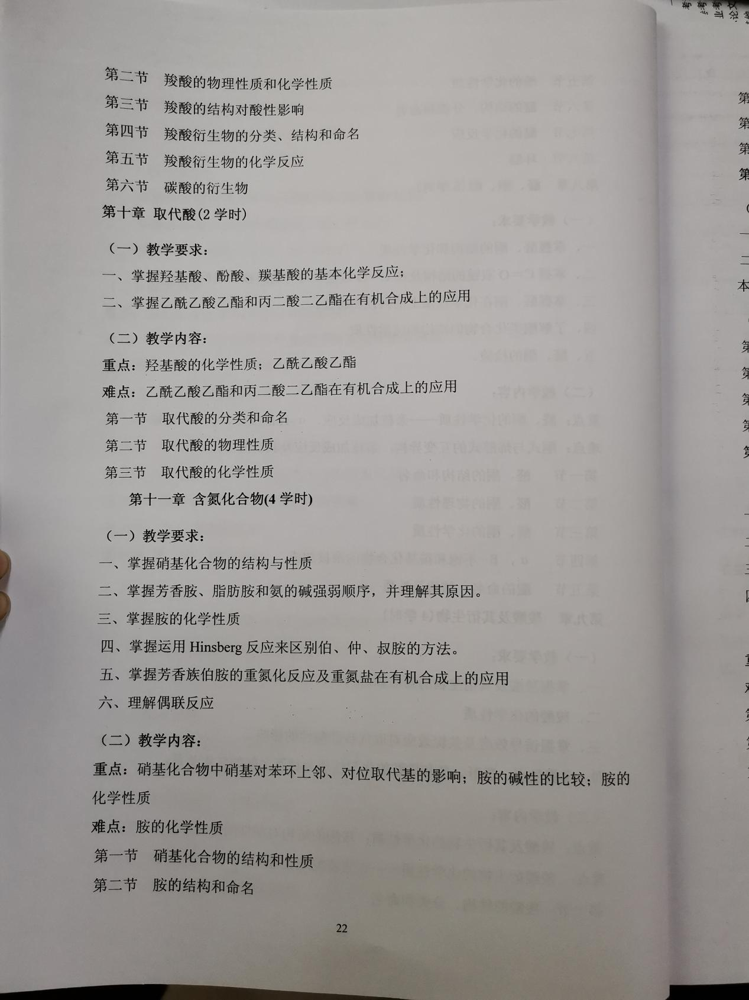 第二节 羧酸的物理性质和化学性质
第三节 羧酸的结构对酸性影响
第四节 羧酸衍生物的分类、结构和命名
第五节 羧酸衍生物的化学反应
第六节 碳酸的衍生物
第十章 取代酸(2 学时)
（一）教学要求：
一、掌握羟基酸、酚酸、羰基酸的基本化学反应；
二、掌握乙酰乙酸乙酯和丙二酸二乙酯在有机合成上的应用
（二）教学内容：
重点：羟基酸的化学性质；乙酰乙酸乙酯
难点：乙酰乙酸乙酯和丙二酸二乙酯在有机合成上的应用
第一节 取代酸的分类和命名
第二节 取代酸的物理性质
第三节 取代酸的化学性质
第十一章 含氮化合物(4 学时)
（一）教学要求：
一、掌握硝基化合物的结构与性质
二、掌握芳香胺、脂肪胺和氨的碱强弱顺序，并理解其原因。
三、掌握胺的化学性质
四、掌握运用 Hinsberg 反应来区别伯、仲、叔胺的方法。
五、掌握芳香族伯胺的重氮化反应及重氮盐在有机合成上的应用
六、理解偶联反应
（二）教学内容：
重点：硝基化合物中硝基对苯环上邻、对位取代基的影响；胺的碱性的比较；胺的
化学性质
难点：胺的化学性质
第一节 硝基化合物的结构和性质
第二节 胺的结构和命名
22